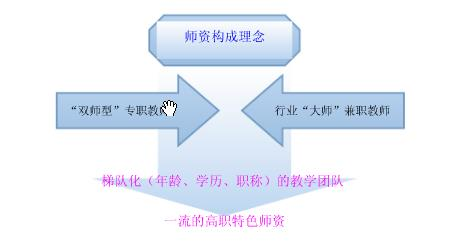 师资构成理念
“双师型”专职教
行业“大师”兼职教师
梯队化（年龄、学历、职称）的教学团队
一流的高职特色师资